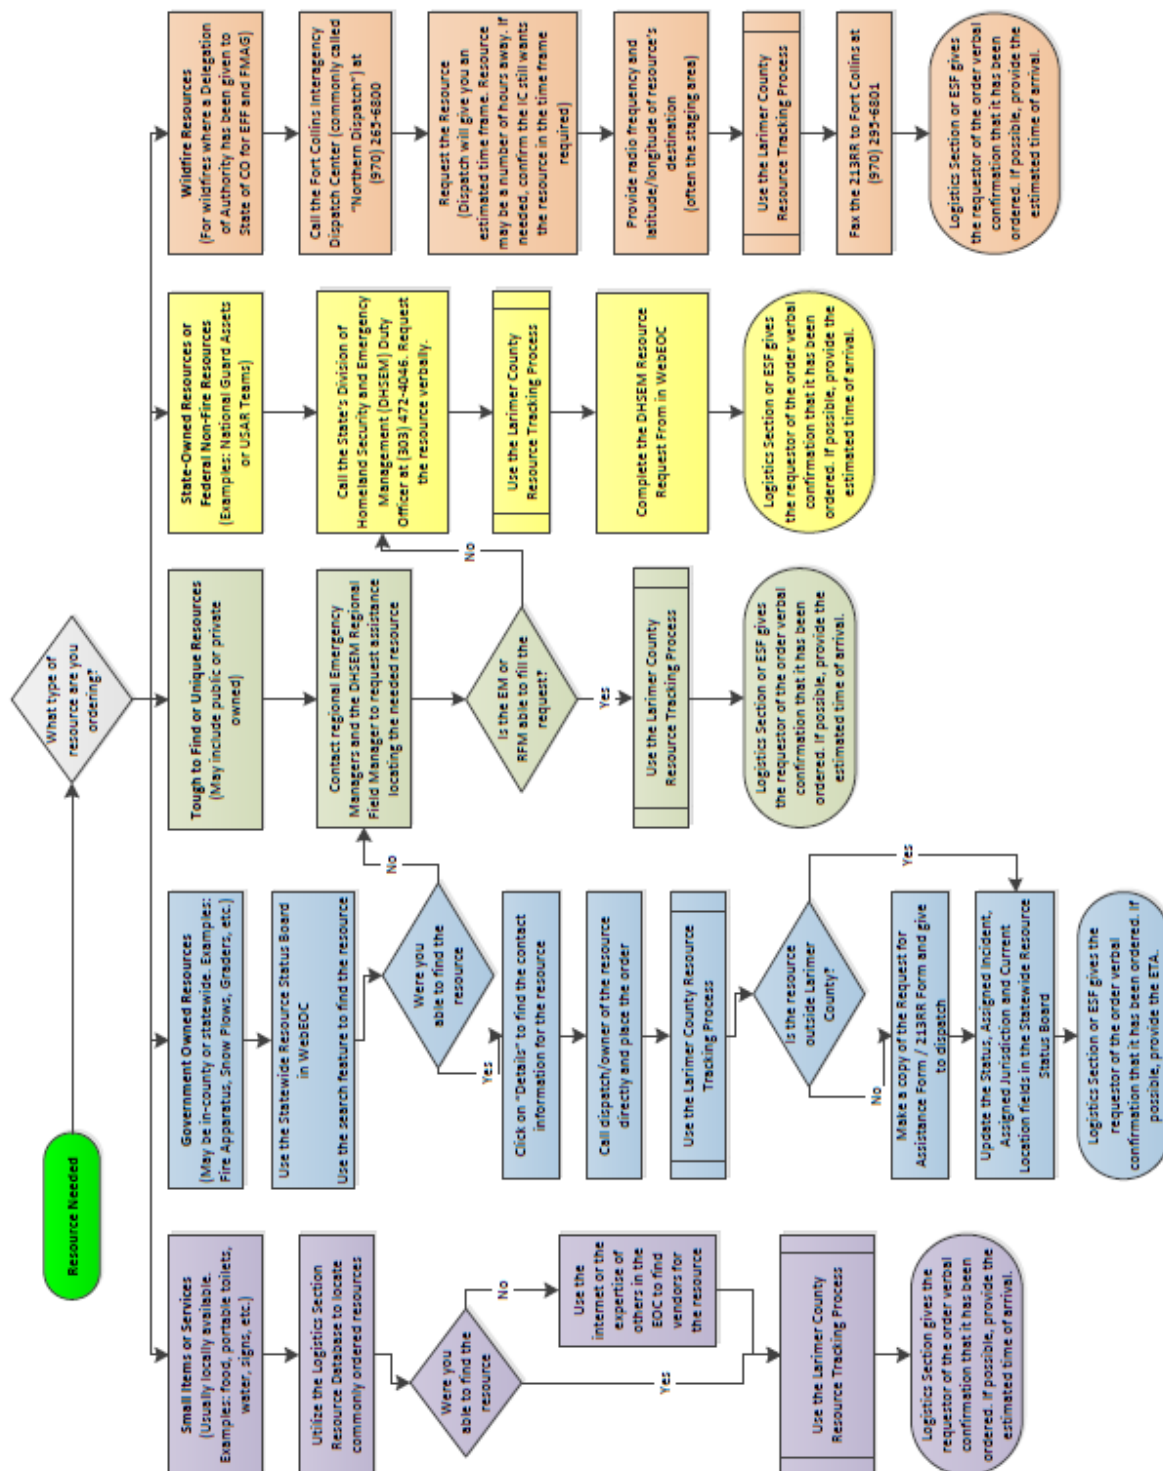 Resource Needed
What type of
resource are you
ordering?
Small Items or Services
(Usually locally available.
Examples: food, portable toilets,
water, signs, etc.)
Utilize the Logistics Section
Resource Database to locate
commonly ordered resources
Were you
able to find the
resource
No
Use the
internet or the
expertise of
others in the
EOC to find
vendors for
the resource
Yes
Use the Larimer County
Resource Tracking Process
Logistics Section gives the
requestor of the order verbal
confirmation that it has been
ordered. If possible, provide the
estimated time of arrival.
Government Owned Resources
(May be in-county or statewide. Examples:
Fire Apparatus, Snow Plows, Graders, etc.)
Use the Statewide Resource Status Board
in WebEOC
Use the search feature to find the resource
Were you
able to find the
resource
No
Yes
Click on "Details" to find the contact
information for the resource
Call dispatch/owner of the resource
directly and place the order
Use the Larimer County Resource
Tracking Process
Is the resource
outside Larimer
County?
No
Yes
Make a copy of the Request for
Assistance Form / 213RR Form and give
to dispatch
Update the Status, Assigned Incident,
Assigned Jurisdiction and Current
Location fields in the Statewide Resource
Status Board
Logistics Section or ESF gives the
requestor of the order verbal
confirmation that it has been ordered. If
possible, provide the ETA.
Tough to Find or Unique Resources
(May include public or private
owned)
Contact regional Emergency
Managers and the DHSEM Regional
Field Manager to request assistance
locating the needed resource
Is the EM or
RFM able to fill the
request?
No
Yes
Use the Larimer County
Resource Tracking Process
Logistics Section or ESF gives
the requestor of the order verbal
confirmation that it has been
ordered. If possible, provide the
estimated time of arrival.
State-Owned Resources or
Federal Non-Fire Resources
(Examples: National Guard Assets
or USAR Teams)
Call the State's Division of
Homeland Security and Emergency
Management (DHSEM) Duty
Officer at (303) 472-4046. Request
the resource verbally.
Use the Larimer County
Resource Tracking Process
Complete the DHSEM Resource
Request From in WebEOC
Logistics Section or ESF gives
the requestor of the order verbal
confirmation that it has been
ordered. If possible, provide the
estimated time of arrival.
Wildfire Resources
(For wildfires where a Delegation
of Authority has been given to
State of CO for EFF and FMAG)
Call the Fort Collins Interagency
Dispatch Center (commonly called
"Northern Dispatch") at
(970) 265-6800
Request the Resource
(Dispatch will give you an
estimated time frame. Resource
may be a number of hours away. If
needed, confirm the IC still wants
the resource in the time frame
required)
Provide radio frequency and
latitude/longitude of resource's
destination
(often the staging area)
Use the Larimer County
Resource Tracking Process
Fax the 213RR to Fort Collins at
(970) 295-6801
Logistics Section or ESF gives
the requestor of the order verbal
confirmation that it has been
ordered. If possible, provide the
estimated time of arrival.